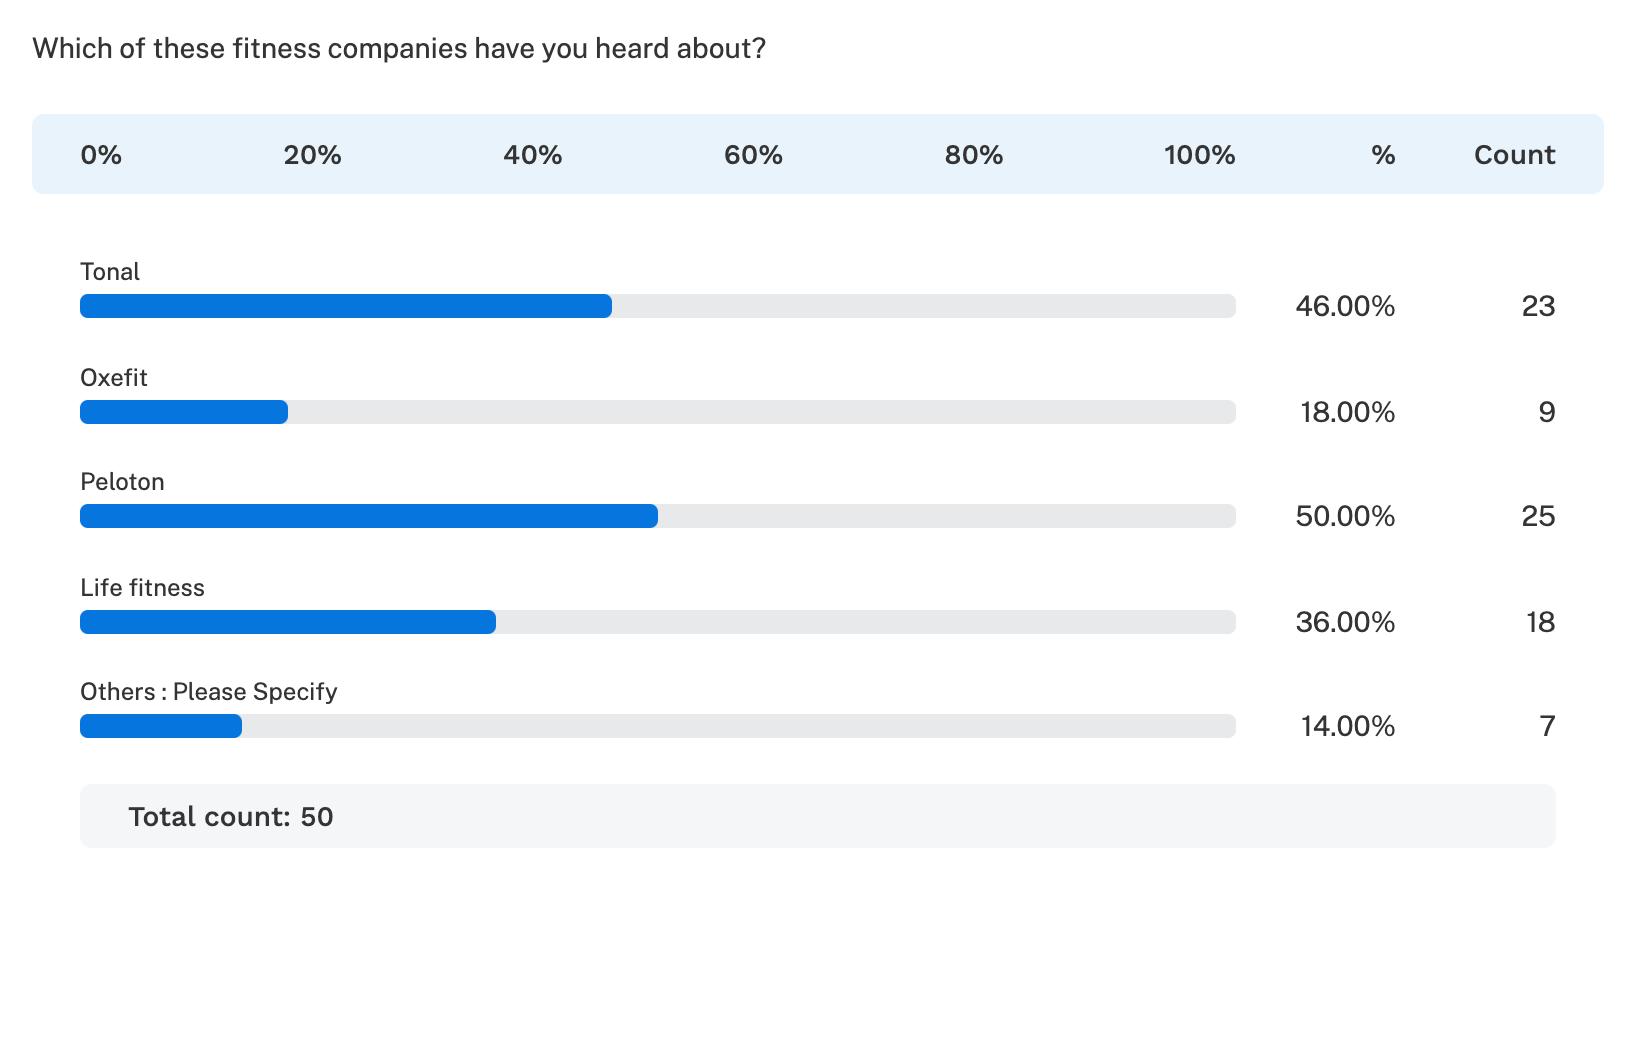 Which of these fitness companies have you heard about?
0% 20% 40% 60% 80% 100% % Count
Tonal
46.00% 23
Oxefit
18.00% 9
Peloton
50.00% 25
Life fitness
36.00% 18
Others : Please Specify
14.00% 7
Total count: 50